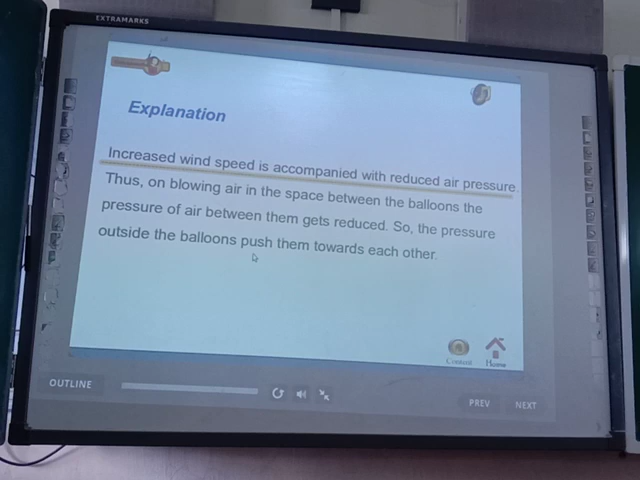 EXTRAMARKS
Explanation
Increased wind speed is accompanied with reduced air pressure.
Thus, on blowing air in the space between the balloons the
pressure of air between them gets reduced. So, the pressure
outside the balloons push them towards each other.
Content Home
OUTLINE
PREV NEXT